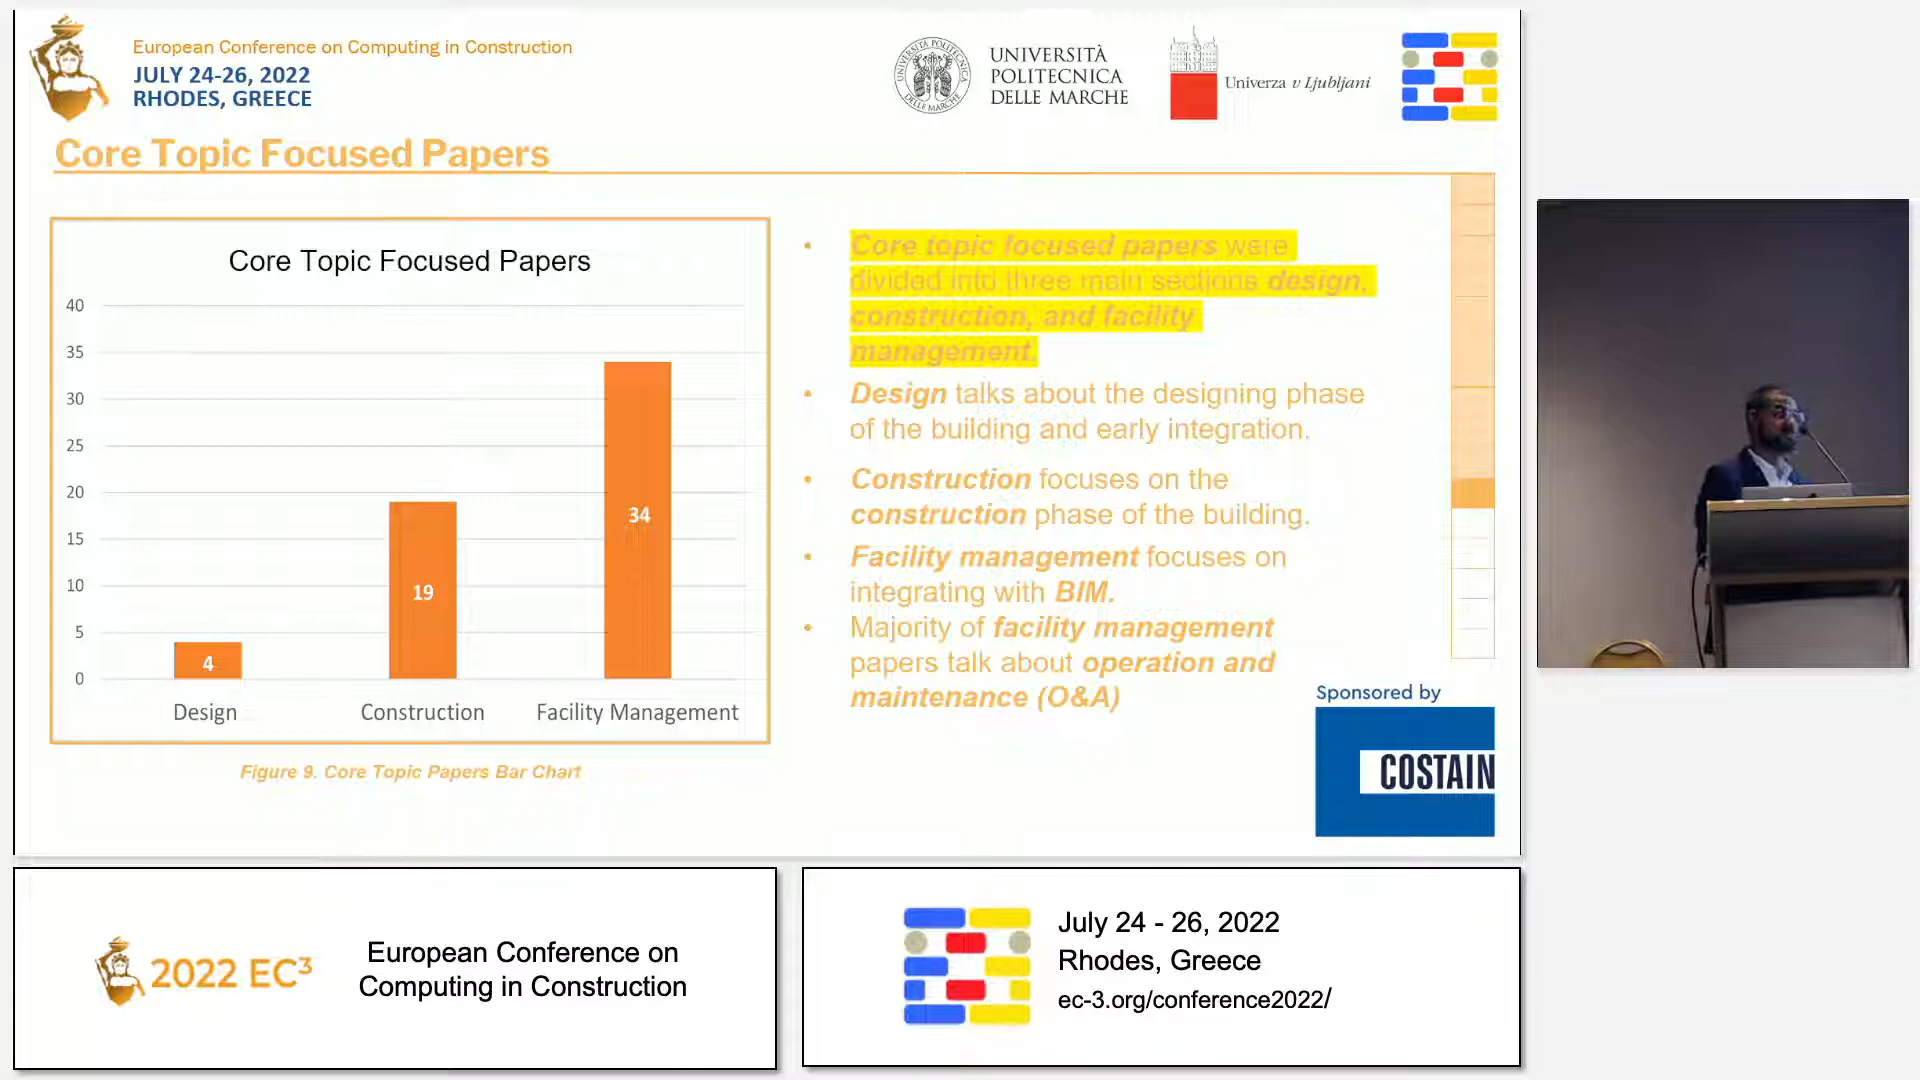 European Conference on Computing in Construction
JULY 24-26, 2022
RHODES, GREECE
UNIVERSITÀ
POLITECNICA
DELLE MARCHE
Univerza v Ljubljani
Core Topic Focused Papers
Core Topic Focused Papers
40
35
30
25
20
15
10
5
0
4
19
34
Design
Construction
Facility Management
Figure 9. Core Topic Papers Bar Chart
• Core topic focused papers were
divided into three main sections design,
construction, and facility
management.
• Design talks about the designing phase
of the building and early integration.
• Construction focuses on the
construction phase of the building.
• Facility management focuses on
integrating with BIM.
• Majority of facility management
papers talk about operation and
maintenance (O&A)
Sponsored by
COSTAIN
2022 EC³
European Conference on
Computing in Construction
July 24 - 26, 2022
Rhodes, Greece
ec-3.org/conference2022/